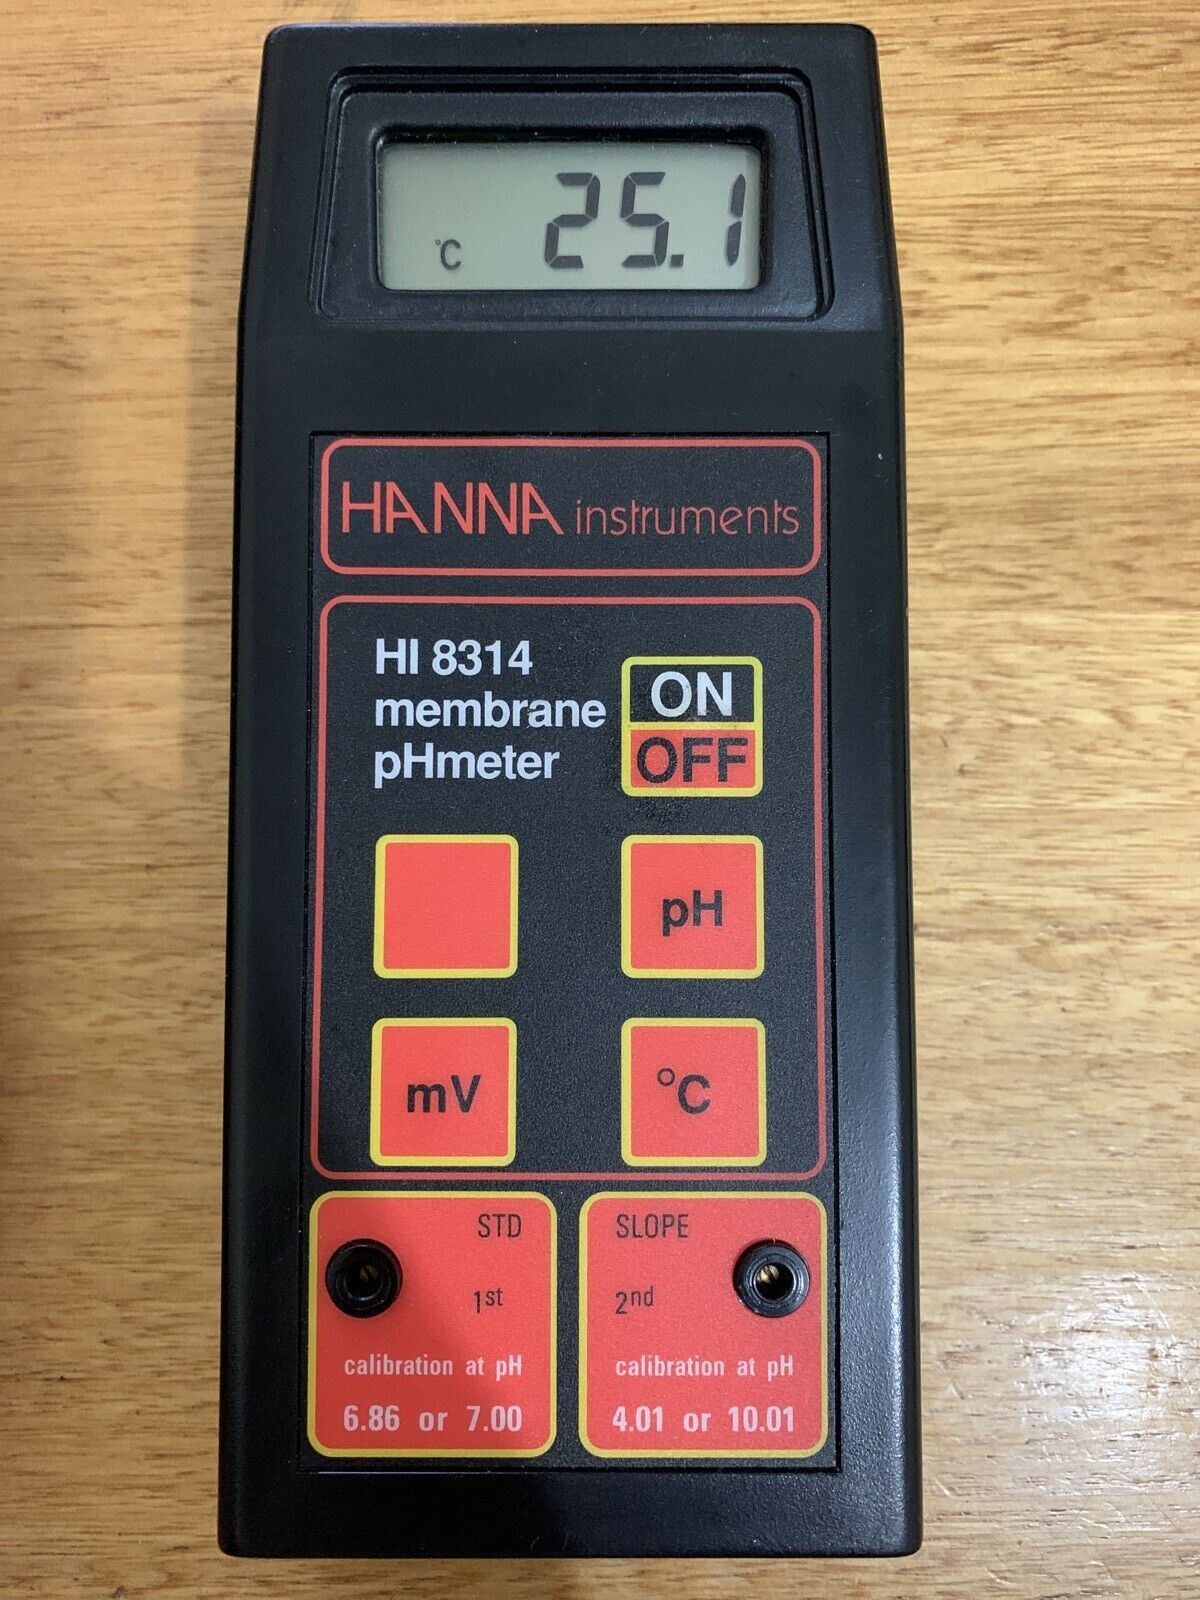 °C 25.1
HANNA instruments
HI 8314
membrane
pHmeter
ON
OFF
pH
mV
°C
STD
1st
calibration at pH
6.86 or 7.00
SLOPE
2nd
calibration at pH
4.01 or 10.01